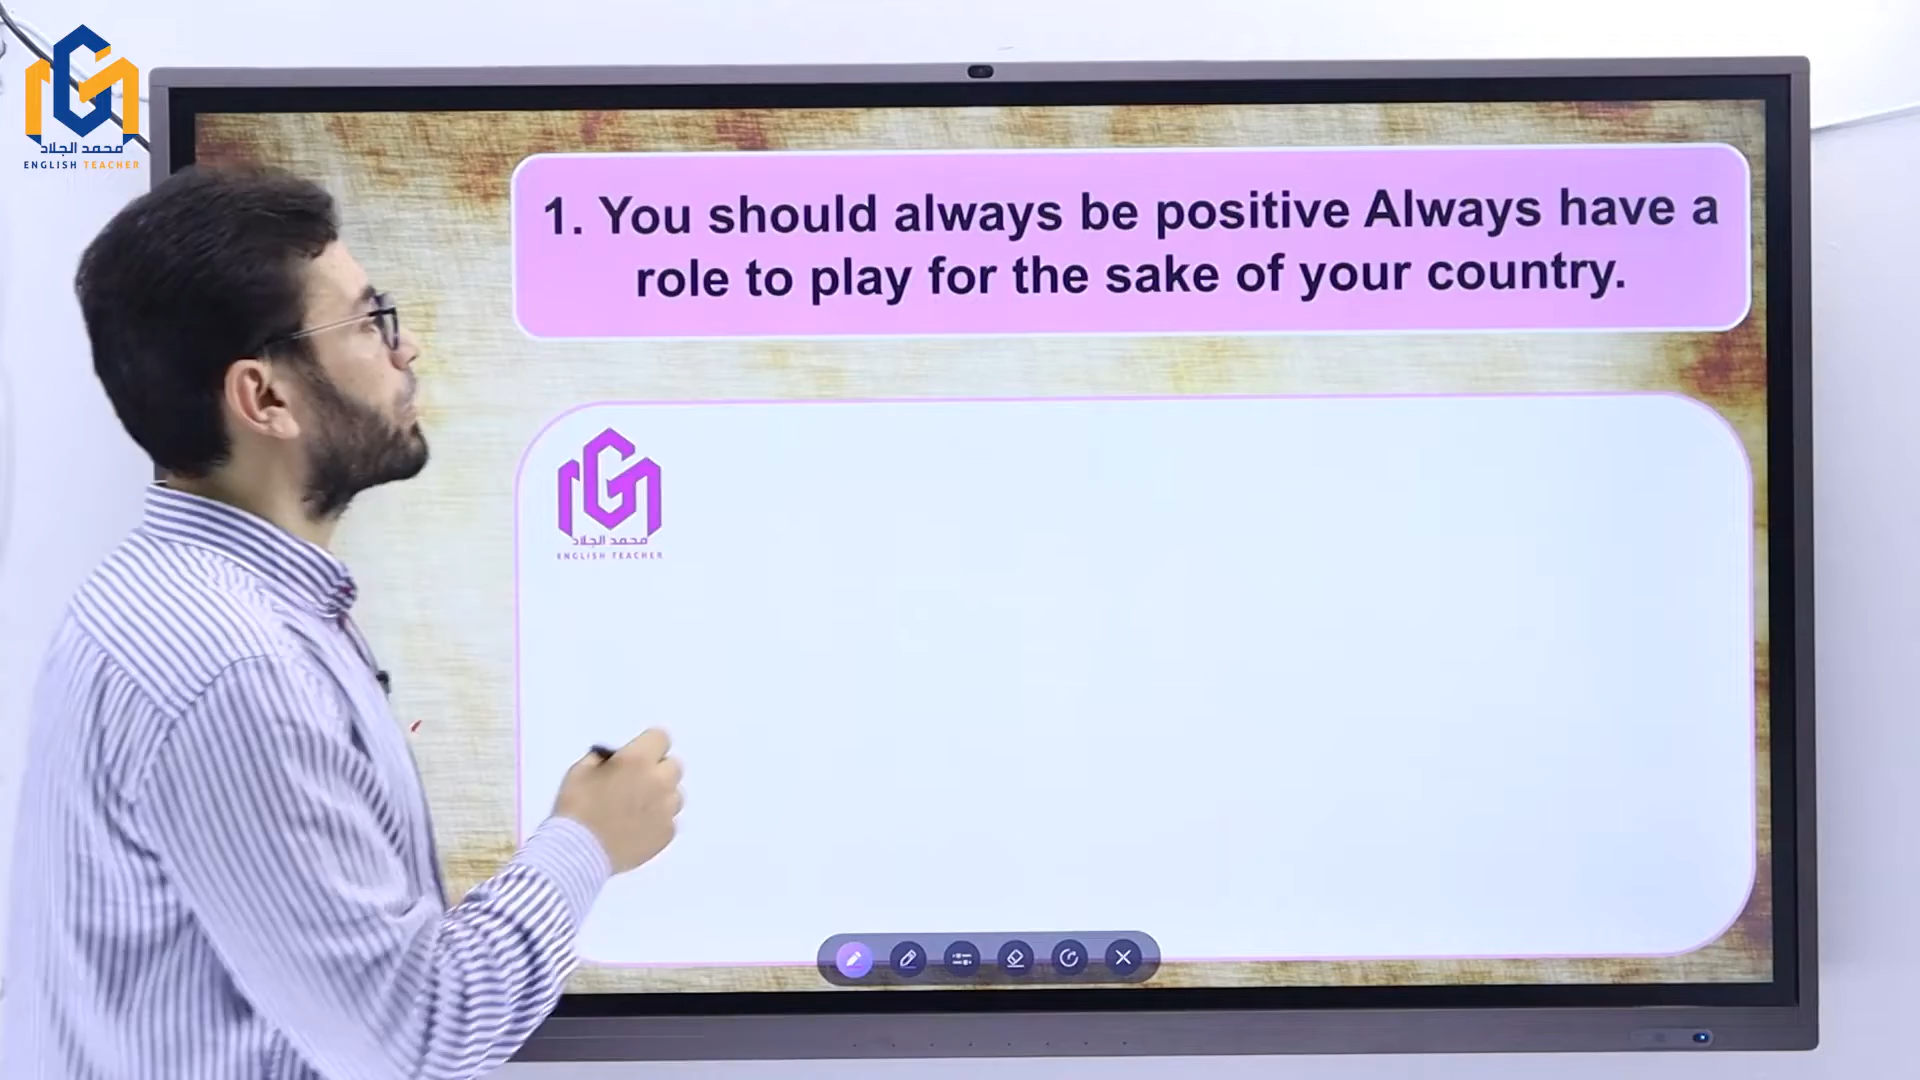 محمد الجلاد
ENGLISH TEACHER
1. You should always be positive Always have a
role to play for the sake of your country.
محمد الجلاد
ENGLISH TEACHER